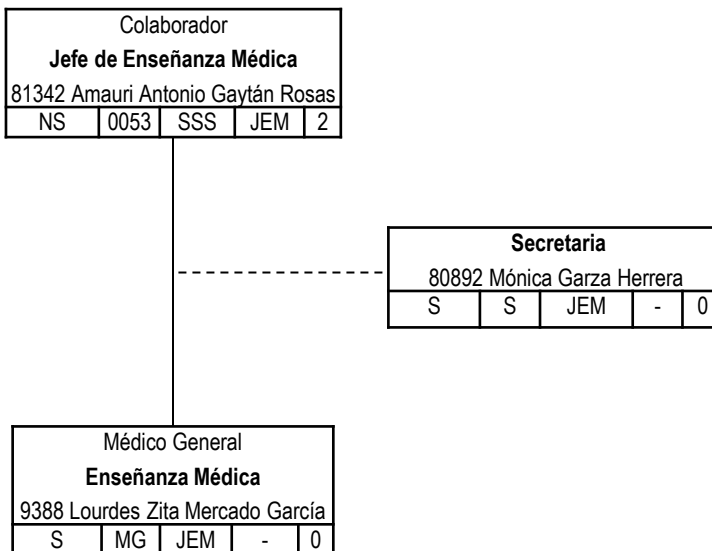 Colaborador
Jefe de Enseñanza Médica
81342 Amauri Antonio Gaytán Rosas
NS 0053 SSS JEM 2
Secretaria
80892 Mónica Garza Herrera
S S JEM - 0
Médico General
Enseñanza Médica
9388 Lourdes Zita Mercado García
S MG JEM - 0